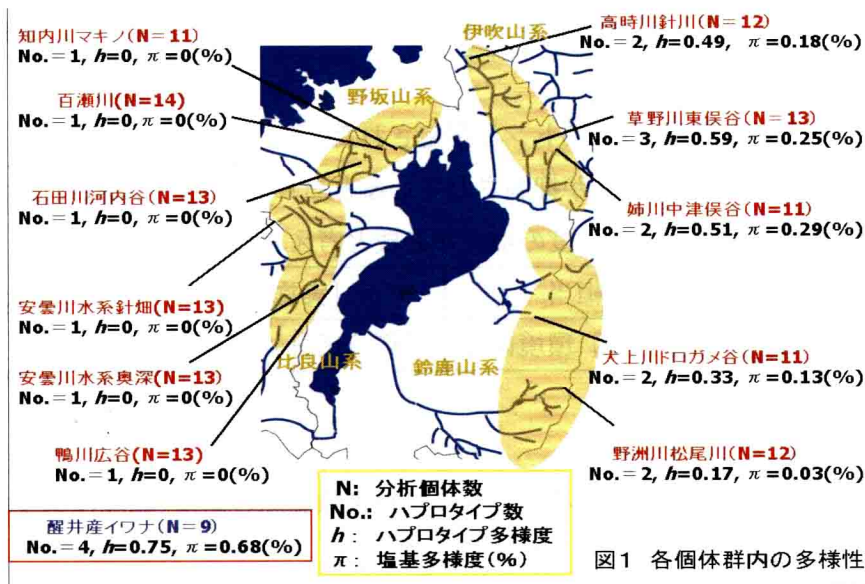 知内川マキノ(N=11)
No.=1, h=0, π=0(%)
百瀬川(N=14)
No.=1, h=0, π=0(%)
石田川河内谷(N=13)
No.=1, h=0, π=0(%)
安曇川水系針畑(N=13)
No.=1, h=0, π=0(%)
安曇川水系奥深(N=13)
No.=1, h=0, π=0(%)
鴨川広谷(N=13)
No.=1, h=0, π=0(%)
醒井産イワナ(N=9)
No.=4, h=0.75, π=0.68(%)
野坂山系
伊吹山系
比良山系
鈴鹿山系
高時川針川(N=12)
No.=2, h=0.49, π=0.18(%)
草野川東俣谷(N=13)
No.=3, h=0.59, π=0.25(%)
姉川中津俣谷(N=11)
No.=2, h=0.51, π=0.29(%)
犬上川ドロガメ谷(N=11)
No.=2, h=0.33, π=0.13(%)
野洲川松尾川(N=12)
No.=2, h=0.17, π=0.03(%)
N: 分析個体数
No.: ハプロタイプ数
h: ハプロタイプ多様度
π: 塩基多様度(%)
図1 各個体群内の多様性